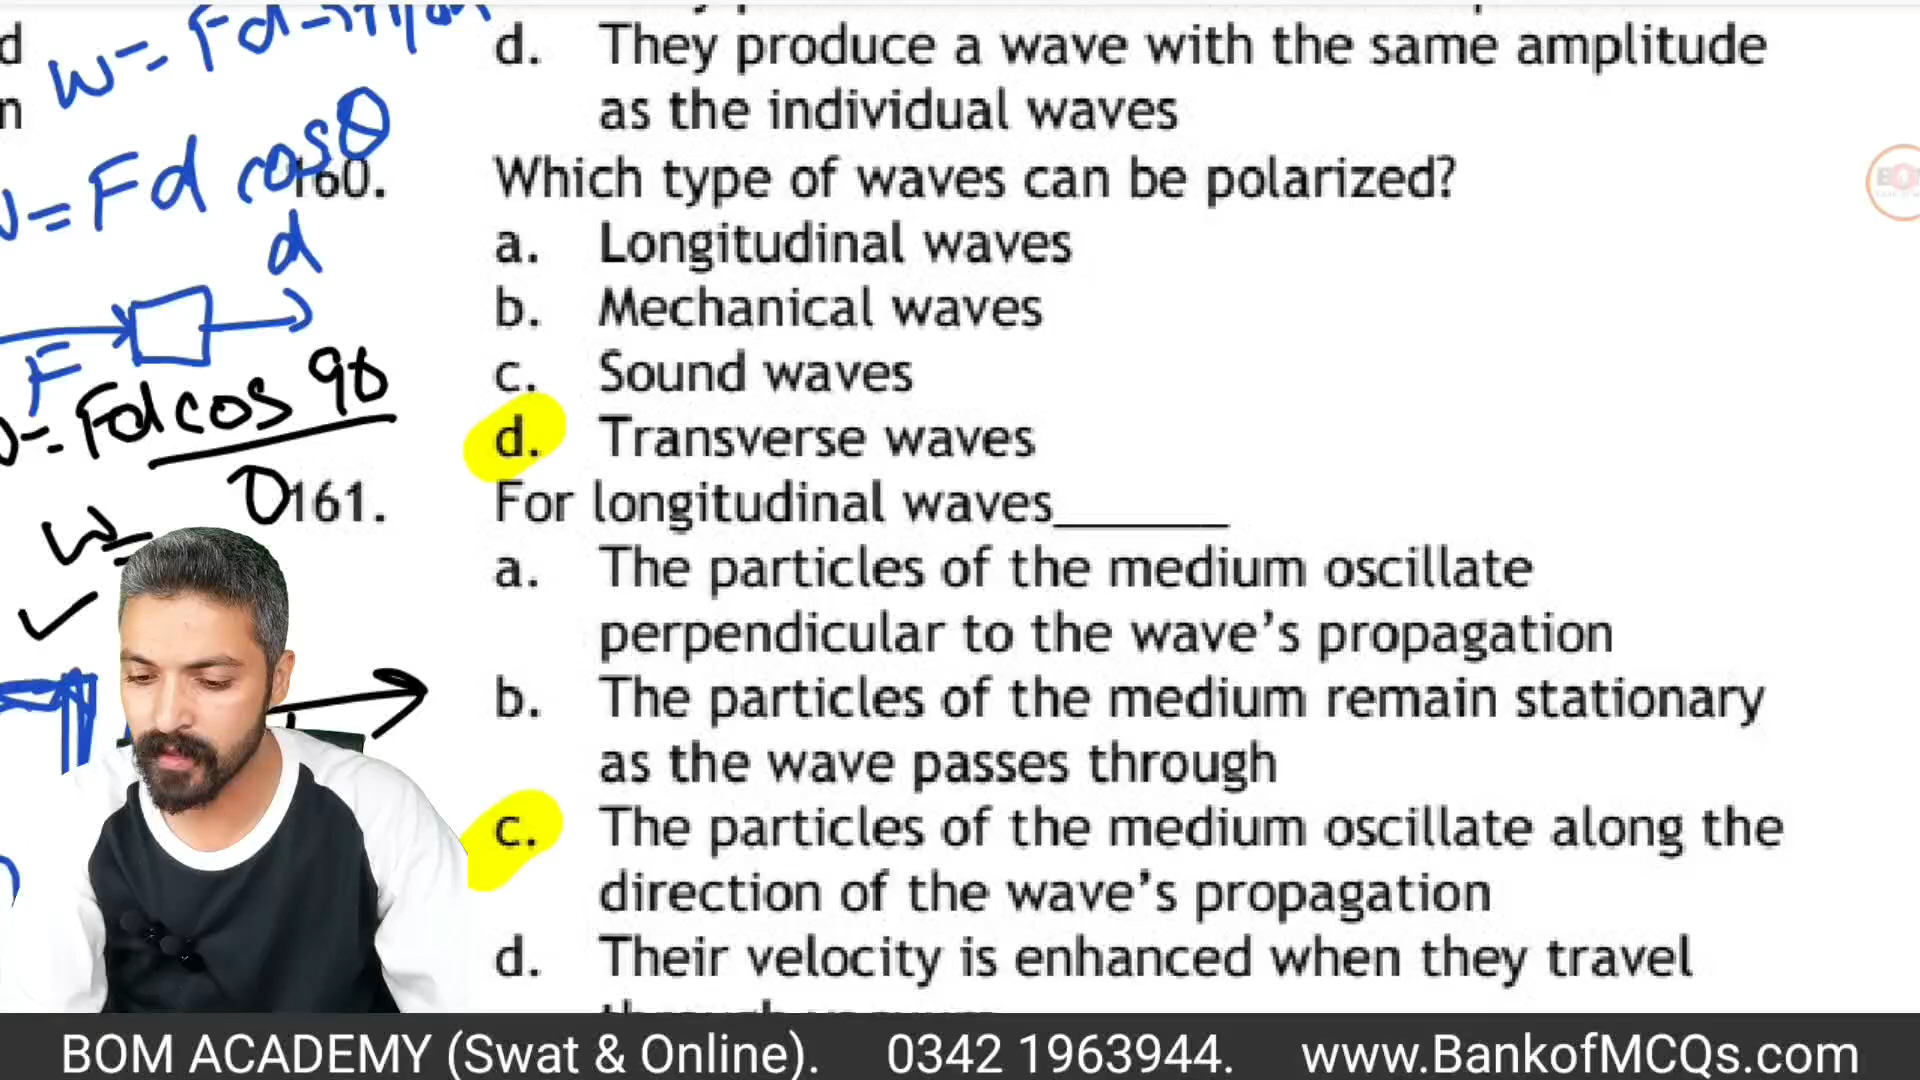 d
n
W = Fd
W = Fd cosθ
d
F
Fd cos 90
0
W =
d. They produce a wave with the same amplitude
as the individual waves
160. Which type of waves can be polarized?
a. Longitudinal waves
b. Mechanical waves
c. Sound waves
d. Transverse waves
161. For longitudinal waves______
a. The particles of the medium oscillate
perpendicular to the wave’s propagation
b. The particles of the medium remain stationary
as the wave passes through
c. The particles of the medium oscillate along the
direction of the wave’s propagation
d. Their velocity is enhanced when they travel
BOM ACADEMY (Swat & Online). 0342 1963944. www.BankofMCQs.com